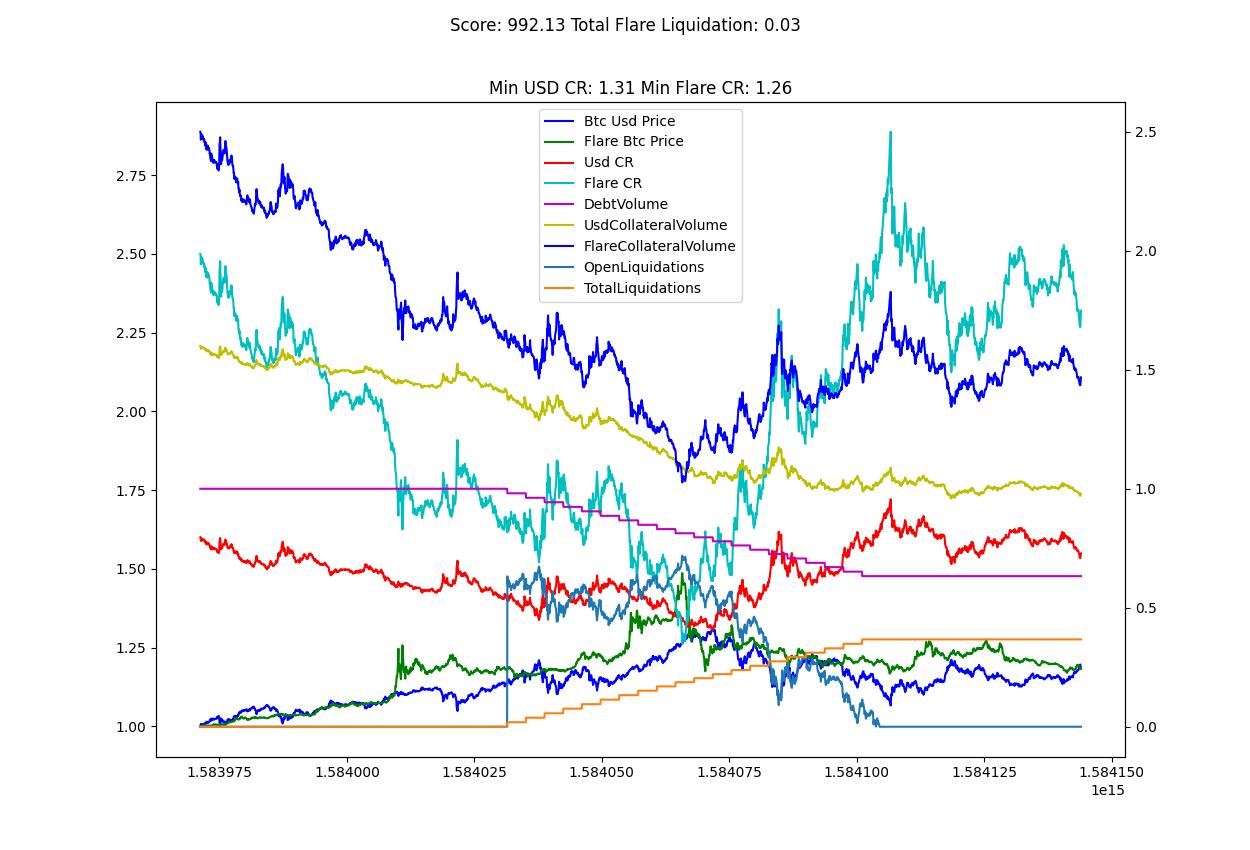 Score: 992.13 Total Flare Liquidation: 0.03
Min USD CR: 1.31 Min Flare CR: 1.26
Btc Usd Price
Flare Btc Price
Usd CR
Flare CR
DebtVolume
UsdCollateralVolume
FlareCollateralVolume
OpenLiquidations
TotalLiquidations
2.75
2.50
2.25
2.00
1.75
1.50
1.25
1.00
2.5
2.0
1.5
1.0
0.5
0.0
1.583975 1.584000 1.584025 1.584050 1.584075 1.584100 1.584125 1.584150
1e15